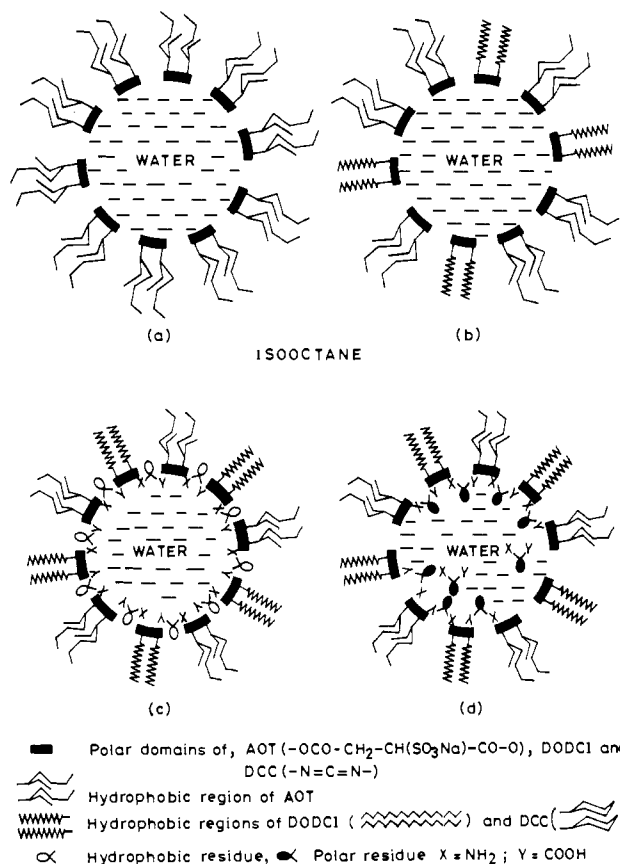 WATER
WATER
(a)
(b)
ISOOCTANE
X
Y
WATER
WATER
X Y
(c)
(d)
Polar domains of, AOT (-OCO-CH2-CH(SO3Na)-CO-O), DODCI and
DCC (-N=C=N-)
Hydrophobic region of AOT
Hydrophobic regions of DODCI ( ) and DCC (
Hydrophobic residue, Polar residue X = NH2 ; Y = COOH